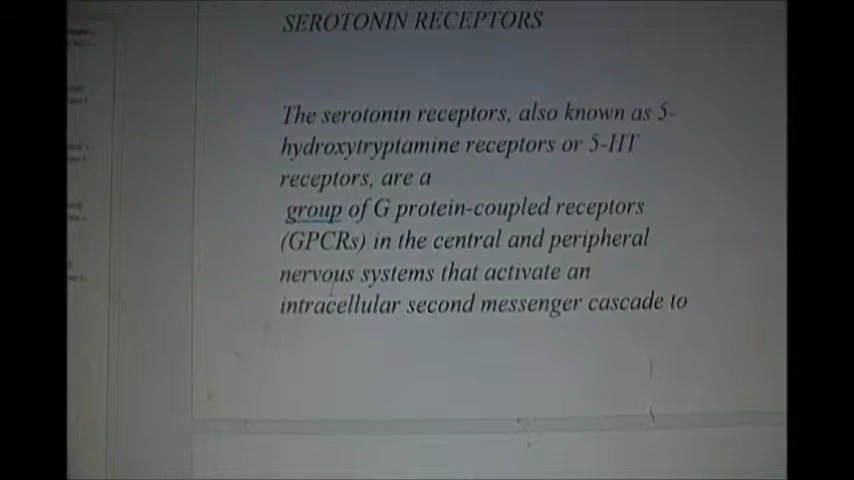 SEROTONIN RECEPTORS
The serotonin receptors, also known as 5-
hydroxytryptamine receptors or 5-HT
receptors, are a
group of G protein-coupled receptors
(GPCRs) in the central and peripheral
nervous systems that activate an
intracellular second messenger cascade to